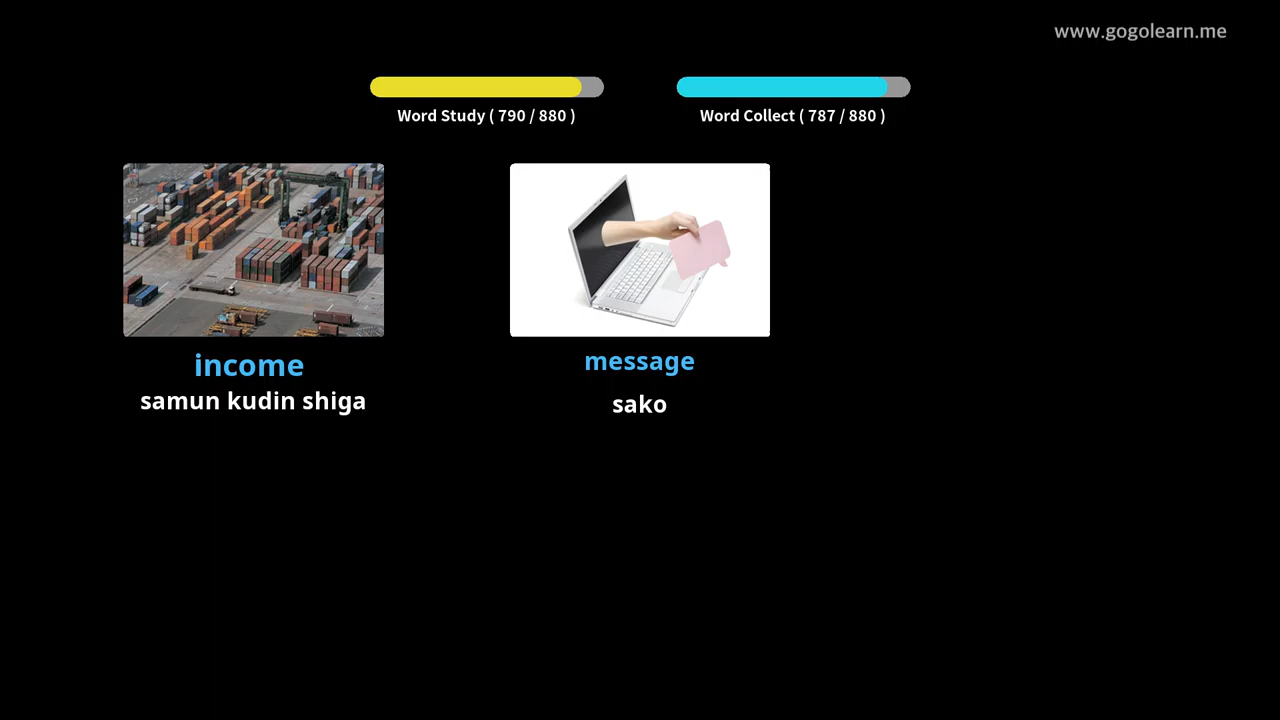 www.gogolearn.me
Word Study ( 790 / 880 )
Word Collect ( 787 / 880 )
income
samun kudin shiga
message
sako